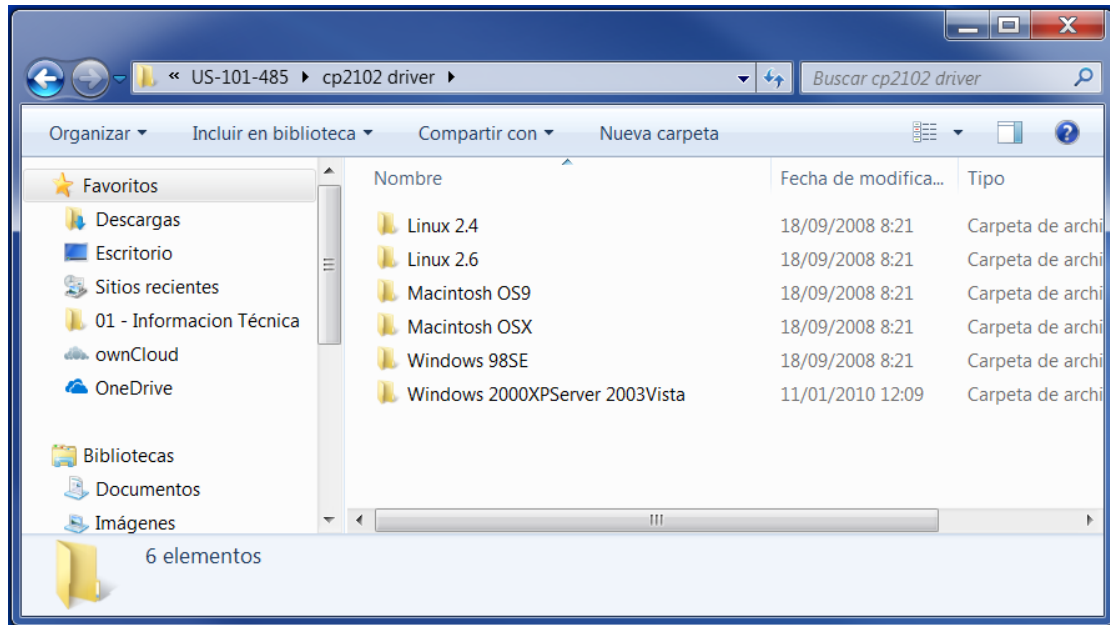 « US-101-485 ▸ cp2102 driver ▸ Buscar cp2102 driver
Organizar Incluir en biblioteca Compartir con Nueva carpeta
Favoritos
Descargas
Escritorio
Sitios recientes
01 - Informacion Técnica
ownCloud
OneDrive
Bibliotecas
Documentos
Imágenes
Nombre Fecha de modifica... Tipo
Linux 2.4 18/09/2008 8:21 Carpeta de archi
Linux 2.6 18/09/2008 8:21 Carpeta de archi
Macintosh OS9 18/09/2008 8:21 Carpeta de archi
Macintosh OSX 18/09/2008 8:21 Carpeta de archi
Windows 98SE 18/09/2008 8:21 Carpeta de archi
Windows 2000XPServer 2003Vista 11/01/2010 12:09 Carpeta de archi
6 elementos